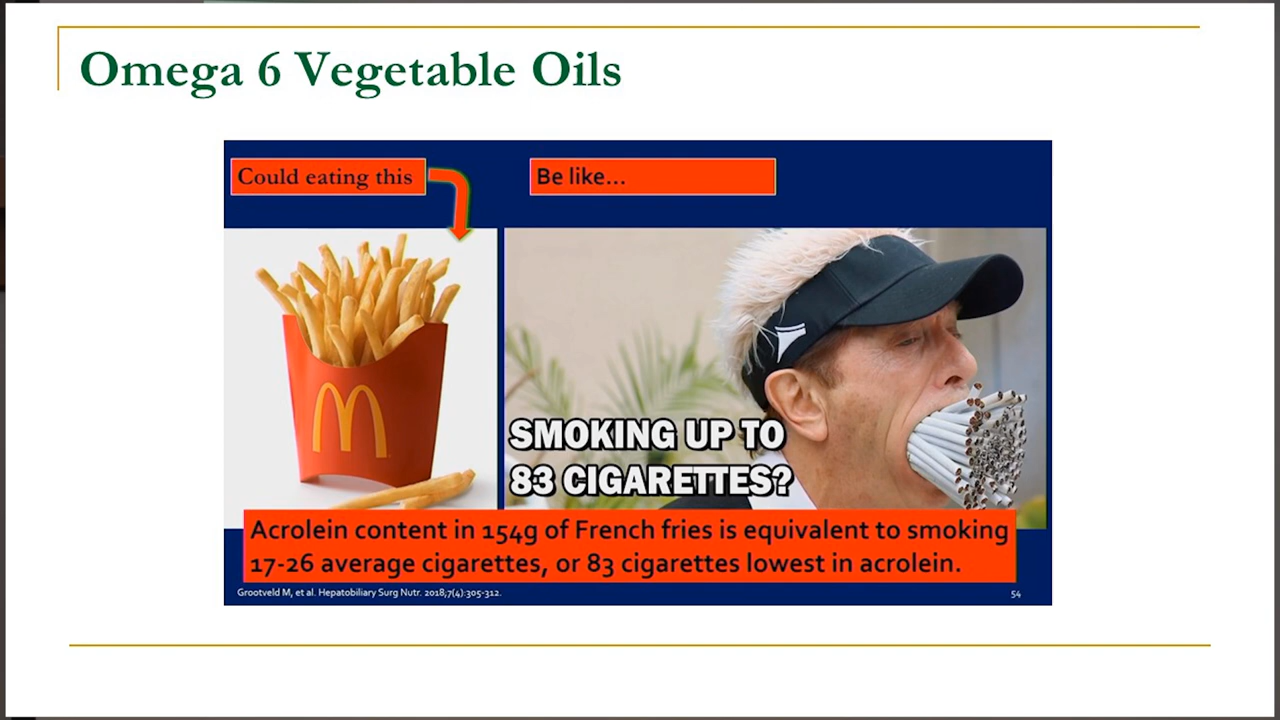 Omega 6 Vegetable Oils
Could eating this
Be like...
SMOKING UP TO
83 CIGARETTES?
Acrolein content in 154g of French fries is equivalent to smoking
17-26 average cigarettes, or 83 cigarettes lowest in acrolein.
Grootveld M, et al. Hepatobiliary Surg Nutr. 2018;7(4):305-312.
54